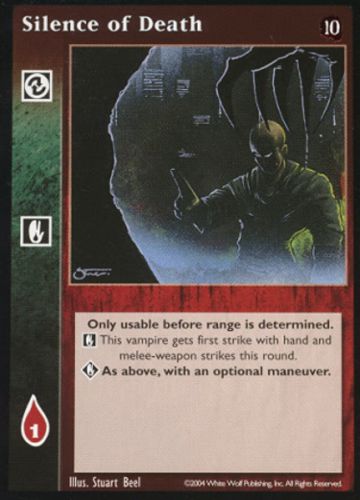 Silence of Death
10
Only usable before range is determined.
This vampire gets first strike with hand and
melee-weapon strikes this round.
As above, with an optional maneuver.
1
Illus. Stuart Beel
©2004 White Wolf Publishing, Inc. All Rights Reserved.